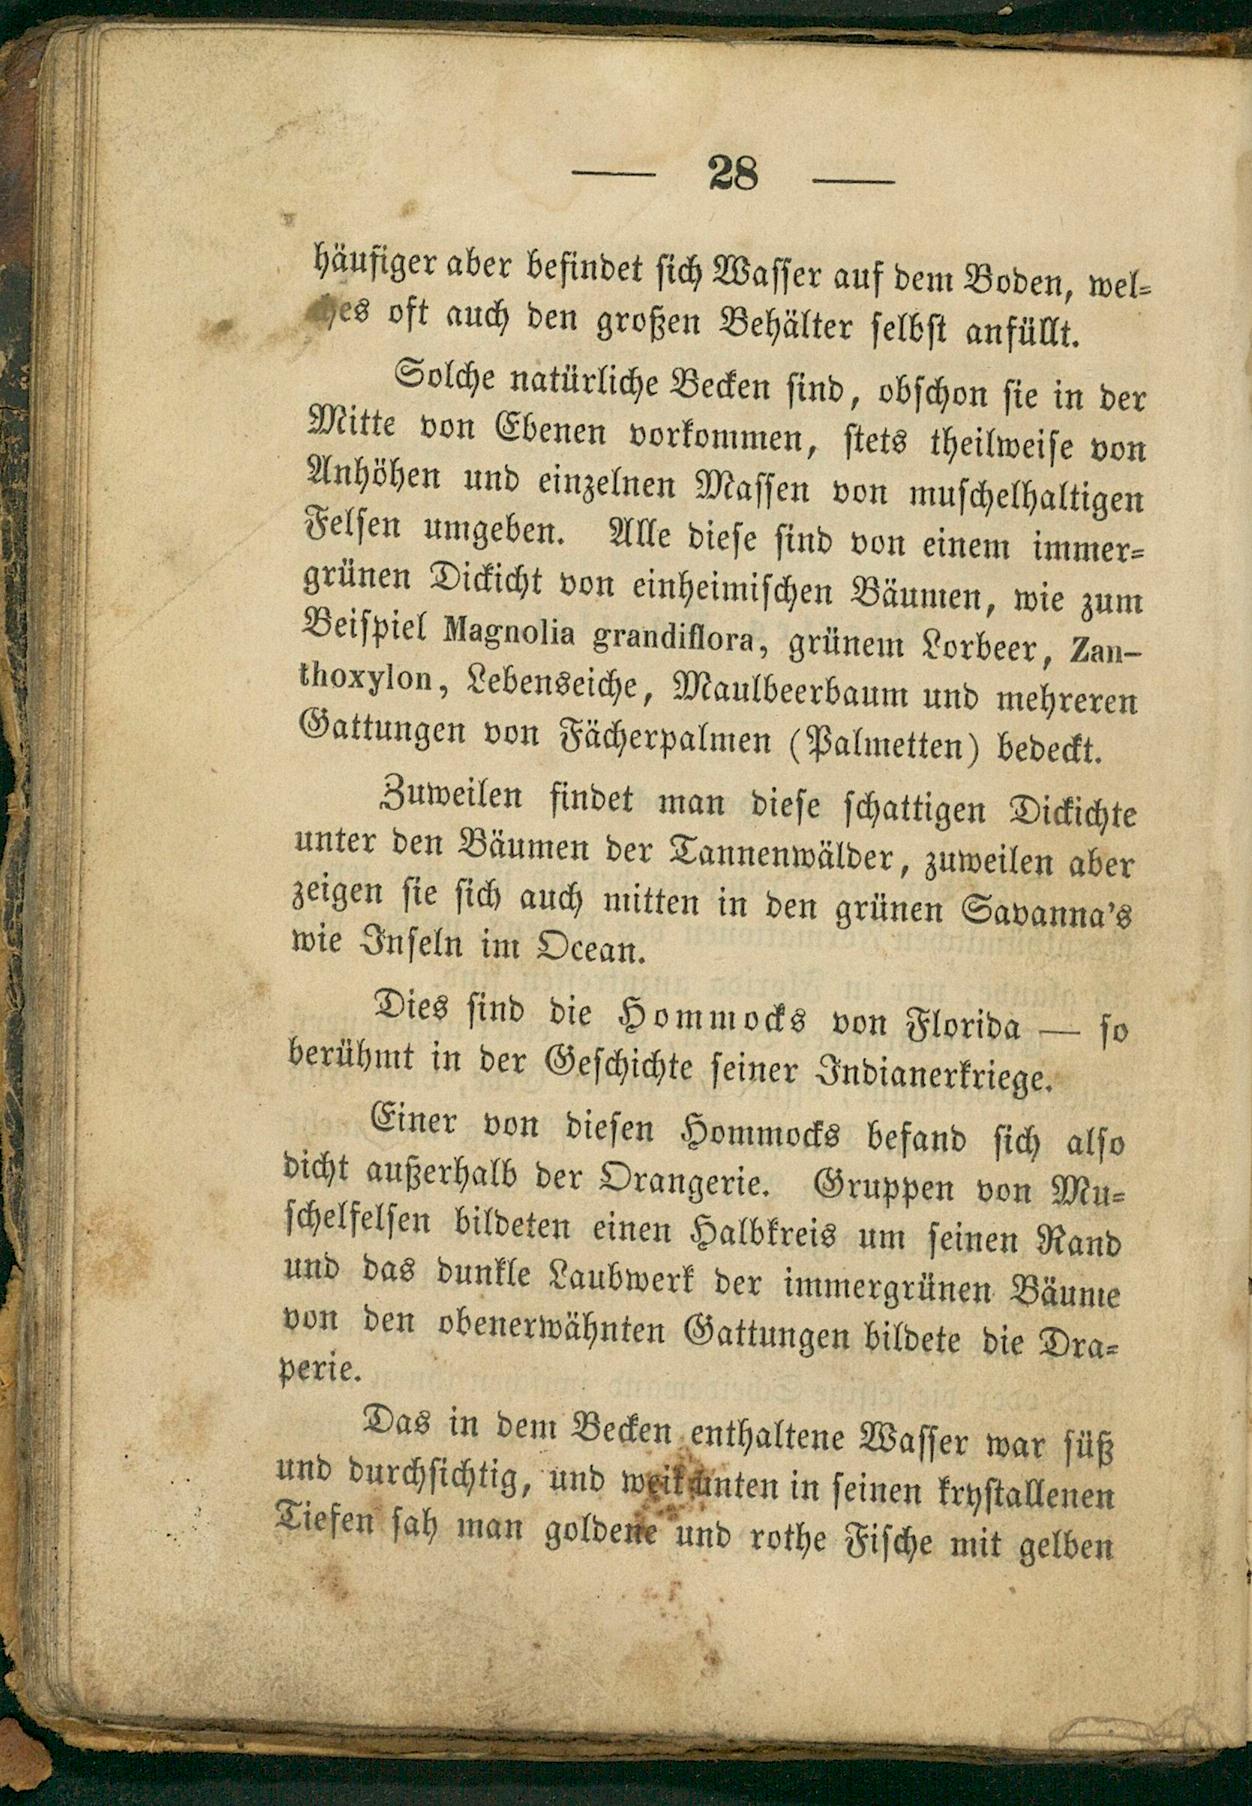 — 28 —
häufiger aber befindet sich Wasser auf dem Boden, wel-
ches oft auch den großen Behälter selbst anfüllt.
Solche natürliche Becken sind, obschon sie in der
Mitte von Ebenen vorkommen, stets theilweise von
Anhöhen und einzelnen Massen von muschelhaltigen
Felsen umgeben. Alle diese sind von einem immer-
grünen Dickicht von einheimischen Bäumen, wie zum
Beispiel Magnolia grandiflora, grünem Lorbeer, Zan-
thoxylon, Lebenseiche, Maulbeerbaum und mehreren
Gattungen von Fächerpalmen (Palmetten) bedeckt.
Zuweilen findet man diese schattigen Dickichte
unter den Bäumen der Tannenwälder, zuweilen aber
zeigen sie sich auch mitten in den grünen Savanna's
wie Inseln im Ocean.
Dies sind die Hommocks von Florida — so
berühmt in der Geschichte seiner Indianerkriege.
Einer von diesen Hommocks befand sich also
dicht außerhalb der Orangerie. Gruppen von Mu-
schelfelsen bildeten einen Halbkreis um seinen Rand
und das dunkle Laubwerk der immergrünen Bäume
von den obenerwähnten Gattungen bildete die Dra-
perie.
Das in dem Becken enthaltene Wasser war süß
und durchsichtig, und weit unten in seinen krystallenen
Tiefen sah man goldene und rothe Fische mit gelben